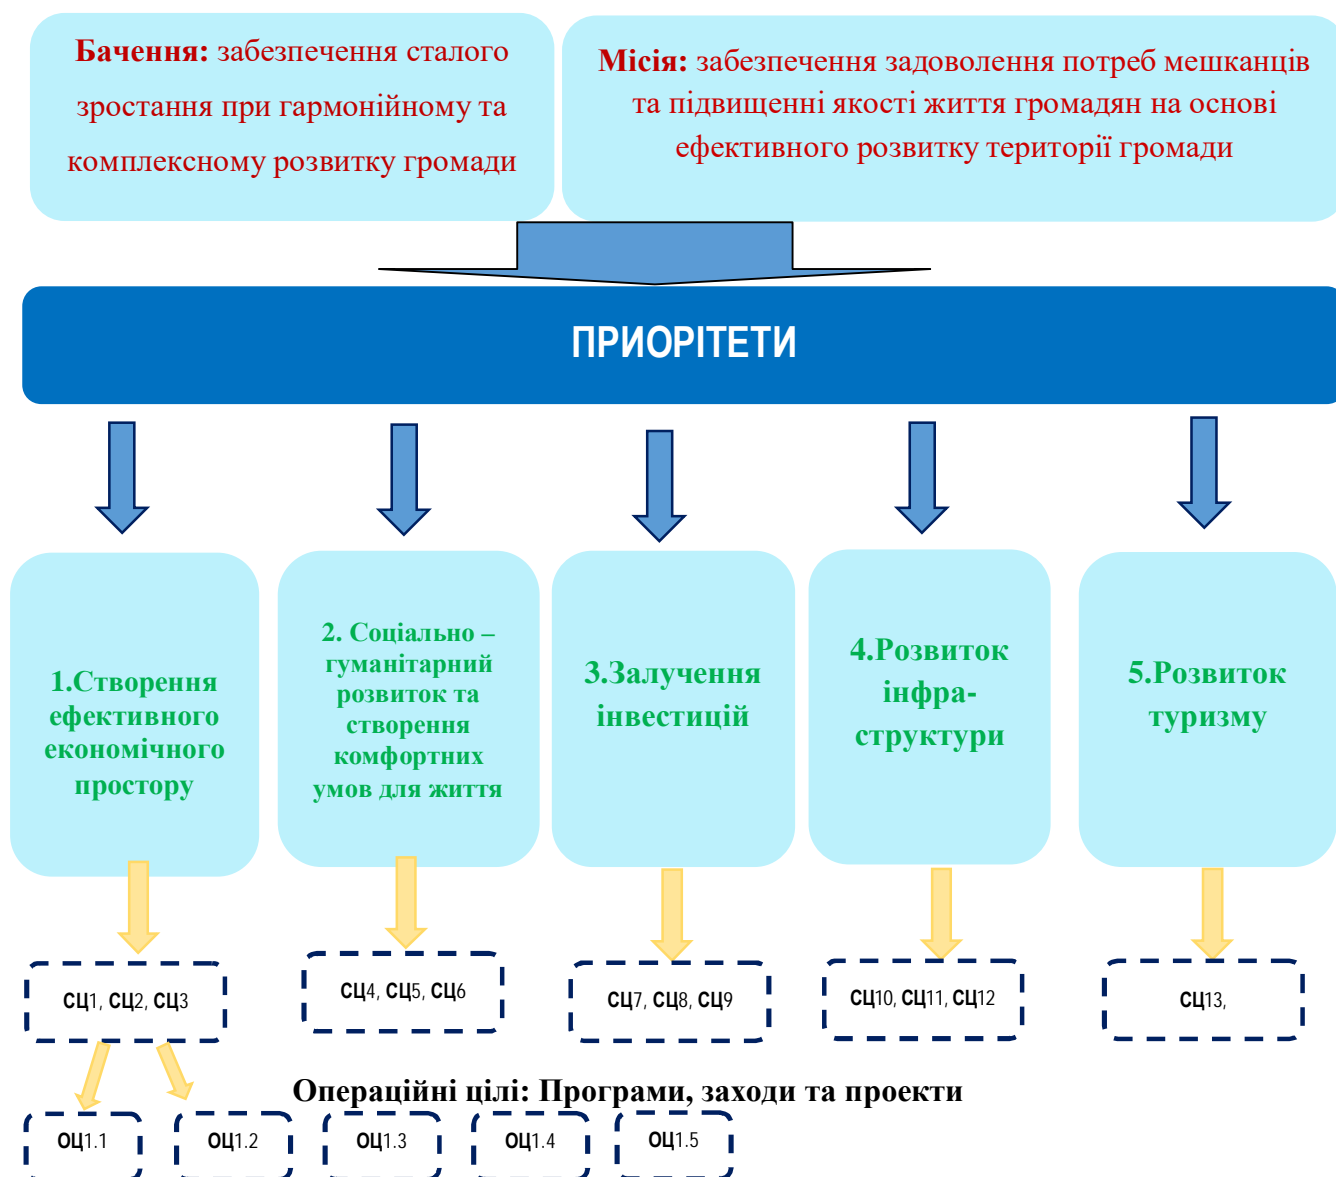 Бачення: забезпечення сталого
зростання при гармонійному та
комплексному розвитку громади
Місія: забезпечення задоволення потреб мешканців
та підвищенні якості життя громадян на основі
ефективного розвитку території громади
ПРИОРІТЕТИ
1.Створення
ефективного
економічного
простору
2. Соціально –
гуманітарний
розвиток та
створення
комфортних
умов для життя
3.Залучення
інвестицій
4.Розвиток
інфра-
структури
5.Розвиток
туризму
СЦ1, СЦ2, СЦ3
СЦ4, СЦ5, СЦ6
СЦ7, СЦ8, СЦ9
СЦ10, СЦ11, СЦ12
СЦ13,
Операційні цілі: Програми, заходи та проекти
ОЦ1.1
ОЦ1.2
ОЦ1.3
ОЦ1.4
ОЦ1.5